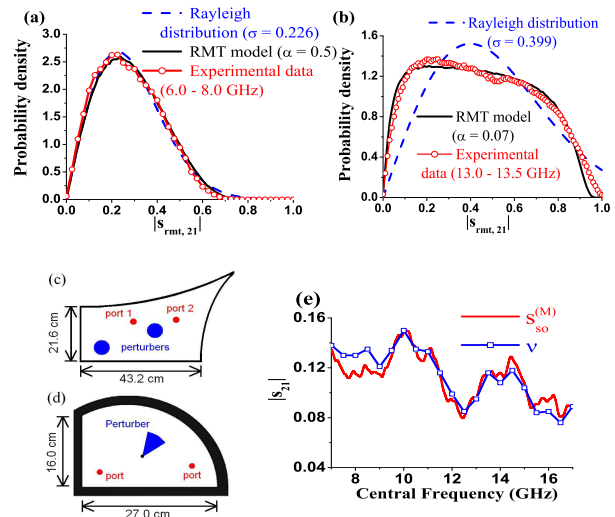 (a)
Rayleigh
distribution (σ = 0.226)
RMT model (α = 0.5)
Experimental data
(6.0 - 8.0 GHz)
Probability density
3.0
2.5
2.0
1.5
1.0
0.5
0.0
0.0 0.2 0.4 0.6 0.8 1.0
|s_rmt, 21|
(b)
Rayleigh distribution
(σ = 0.399)
RMT model
(α = 0.07)
Experimental
data (13.0 - 13.5 GHz)
Probability density
1.6
1.2
0.8
0.4
0.0
0.0 0.2 0.4 0.6 0.8 1.0
|s_rmt, 21|
(c)
port 1
port 2
perturbers
21.6 cm
43.2 cm
(d)
Perturber
port
port
16.0 cm
27.0 cm
(e)
s_so^(M)
ν
|s_21|
0.16
0.12
0.08
0.04
8 10 12 14 16
Central Frequency (GHz)